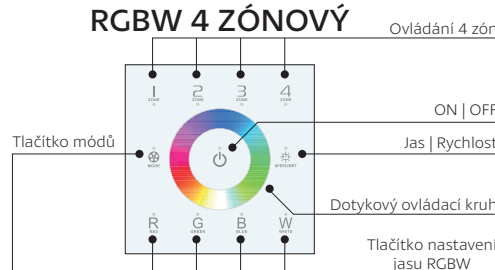 RGBW 4 ZÓNOVÝ
Ovládání 4 zón
1 2 3 4
ZONE ZONE ZONE ZONE
ON | OFF
Tlačítko módů
MODE
SPEED/BRT
Jas | Rychlost
Dotykový ovládací kruh
R G B W
RED GREEN BLUE WHITE
Tlačítko nastavení
jasu RGBW